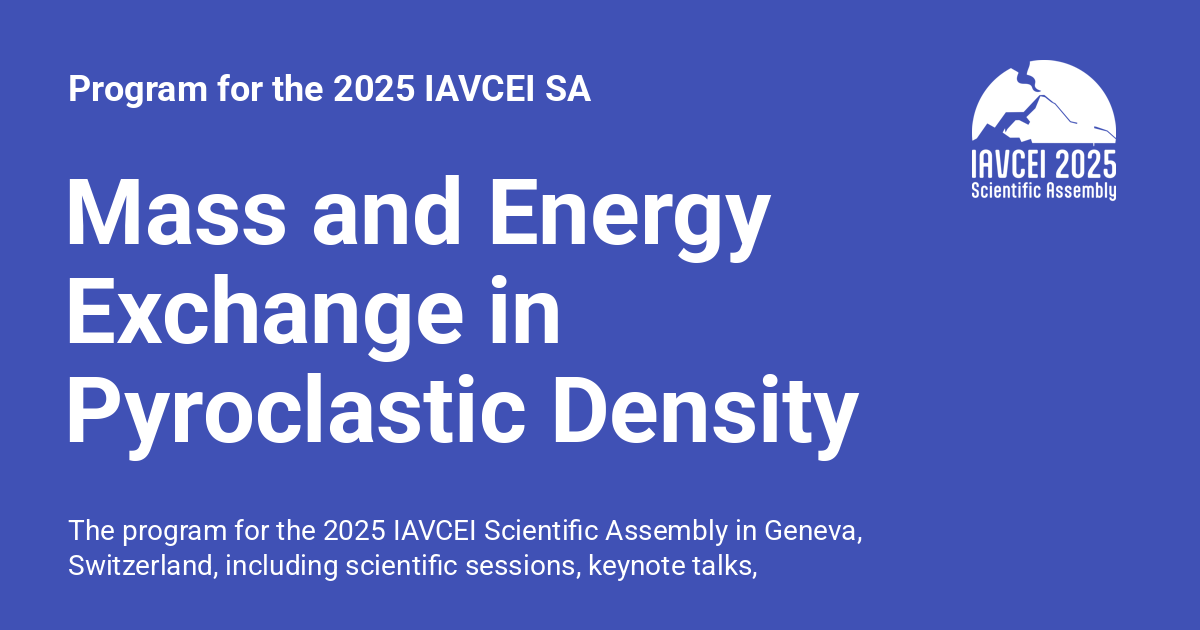 Program for the 2025 IAVCEI SA
IAVCEI 2025
Scientific Assembly
Mass and Energy
Exchange in
Pyroclastic Density
The program for the 2025 IAVCEI Scientific Assembly in Geneva,
Switzerland, including scientific sessions, keynote talks,